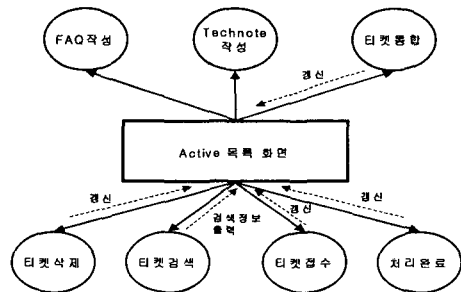 FAQ작성
Technote
작성
티켓통합
갱신
Active 목록 화면
갱신
검색정보
출력
갱신
갱신
티켓삭제
티켓검색
티켓접수
처리완료